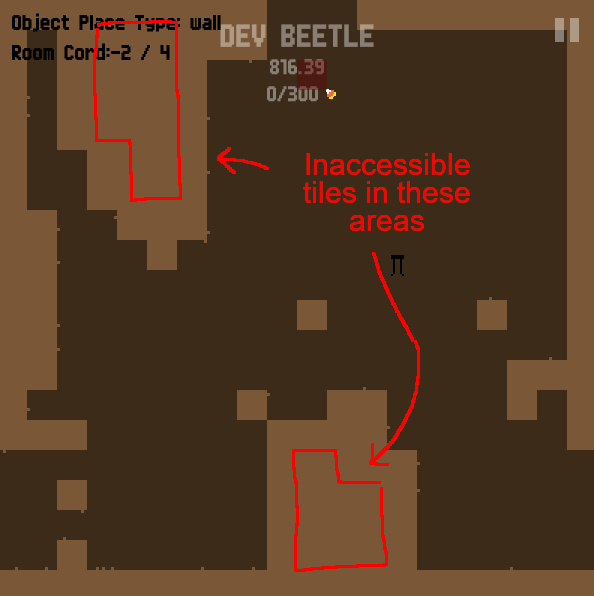 Object Place Type: wall
Room Cord:-2 / 4
DEV BEETLE
816.39
0/300
Inaccessible
tiles in these
areas